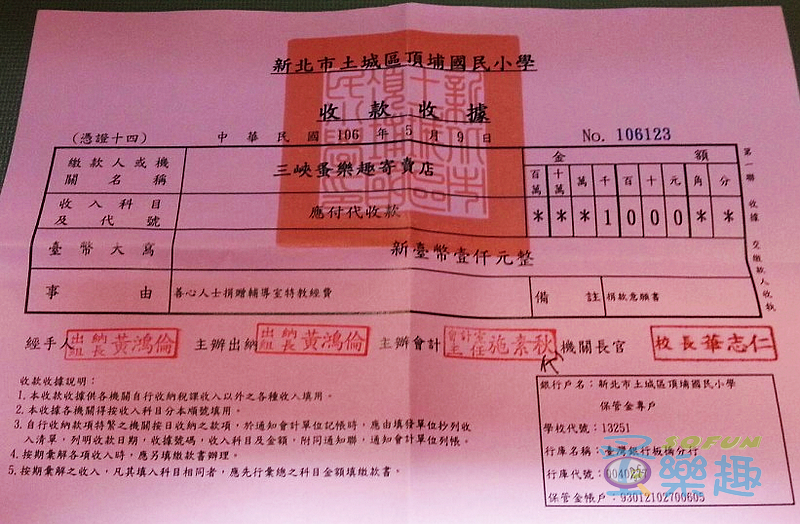 新北市土城區頂埔國民小學
收款收據
(憑證十四)
中華民國 106 年 5 月 9 日
No. 106123
繳款人或機關名稱
三峽蛋樂趣寄賣店
金額
百萬 十萬 萬 千 百 十 元 角 分
收入科目及代號
應付代收款
* * * 1 0 0 0 * *
臺幣大寫
新臺幣壹仟元整
事由
善心人士捐贈輔導室特教經費
備註
捐款意願書
第一聯 收據 交繳款人收執
經手人 出納組長 黃鴻倫 主辦出納 出納組長 黃鴻倫 主辦會計 會計室主任 施素秋 機關長官 校長 華志仁
收款收據說明:
1.本收款收據供各機關自行收納稅課收入以外之各種收入填用。
2.本收據各機關得按收入科目分本順號填用。
3.自行收納款項特繁之機關按日收納之款項,於通知會計單位記帳時,應由填發單位抄列收
入清單,列明收款日期,收據號碼,收入科目及金額,附同通知聯,通知會計單位列帳。
4.按期彙解各項收入時,應另填繳款書辦理。
5.按期彙解之收入,凡其填入科目相同者,應先行彙總之科目金額填繳款書。
銀行戶名:新北市土城區頂埔國民小學
保管金專戶
學校代號:13251
行庫名稱:臺灣銀行板橋分行
行庫代號:0040225
保管金帳戶:93012102700605
SOFUN
蛋樂趣